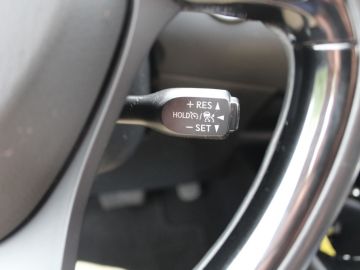 + RES ▲
HOLD / ◄
− SET ▼